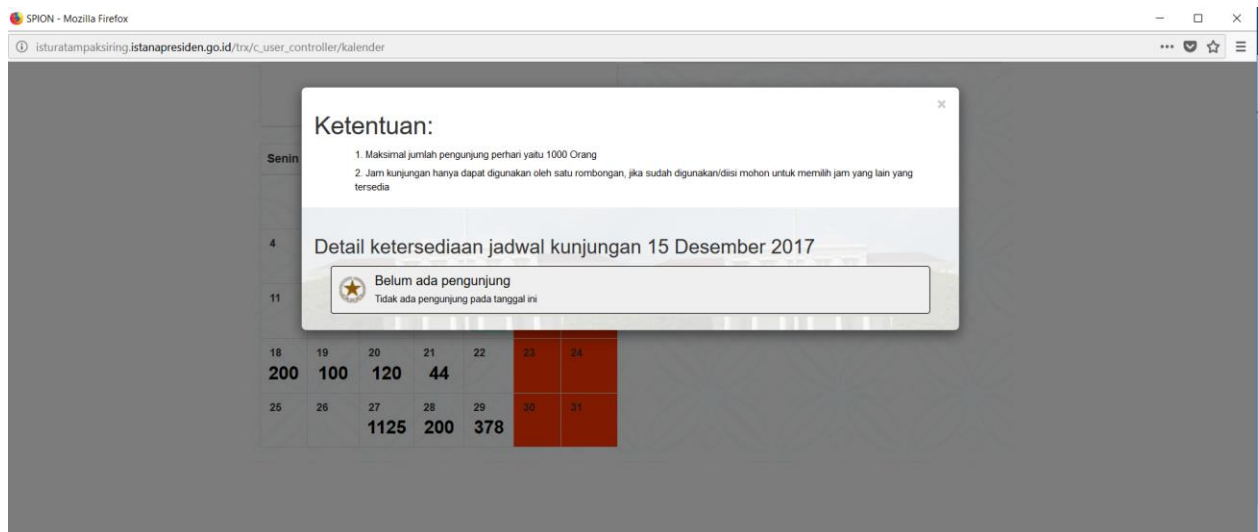 SPION - Mozilla Firefox
isturatampaksiring.istanapresiden.go.id/trx/c_user_controller/kalender
Ketentuan:
1. Maksimal jumlah pengunjung perhari yaitu 1000 Orang
2. Jam kunjungan hanya dapat digunakan oleh satu rombongan, jika sudah digunakan/diisi mohon untuk memilih jam yang lain yang
tersedia
Senin
Detail ketersediaan jadwal kunjungan 15 Desember 2017
4
Belum ada pengunjung
Tidak ada pengunjung pada tanggal ini
11
18 19 20 21 22 23 24
200 100 120 44
25 26 27 28 29 30 31
1125 200 378